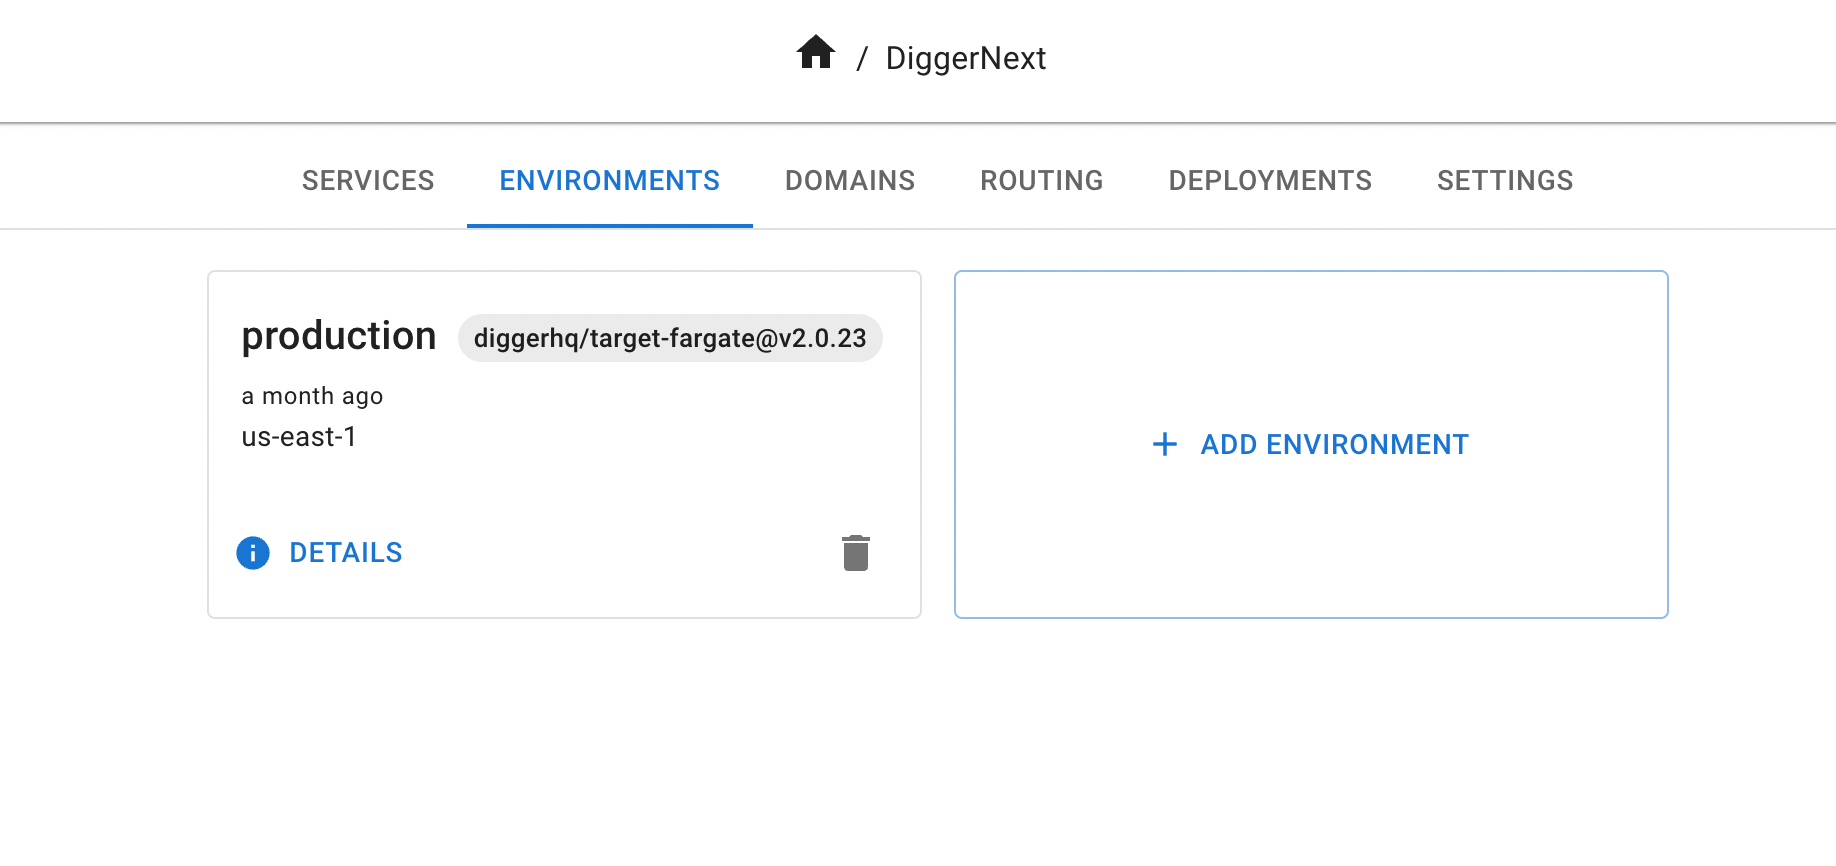 / DiggerNext
SERVICES ENVIRONMENTS DOMAINS ROUTING DEPLOYMENTS SETTINGS
production diggerhq/target-fargate@v2.0.23
a month ago
us-east-1
DETAILS
+ ADD ENVIRONMENT